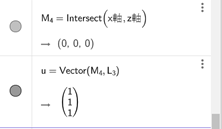 M₄ = Intersect(x軸, z軸)
→ (0, 0, 0)
u = Vector(M₄, L₃)
→ (1
1
1)